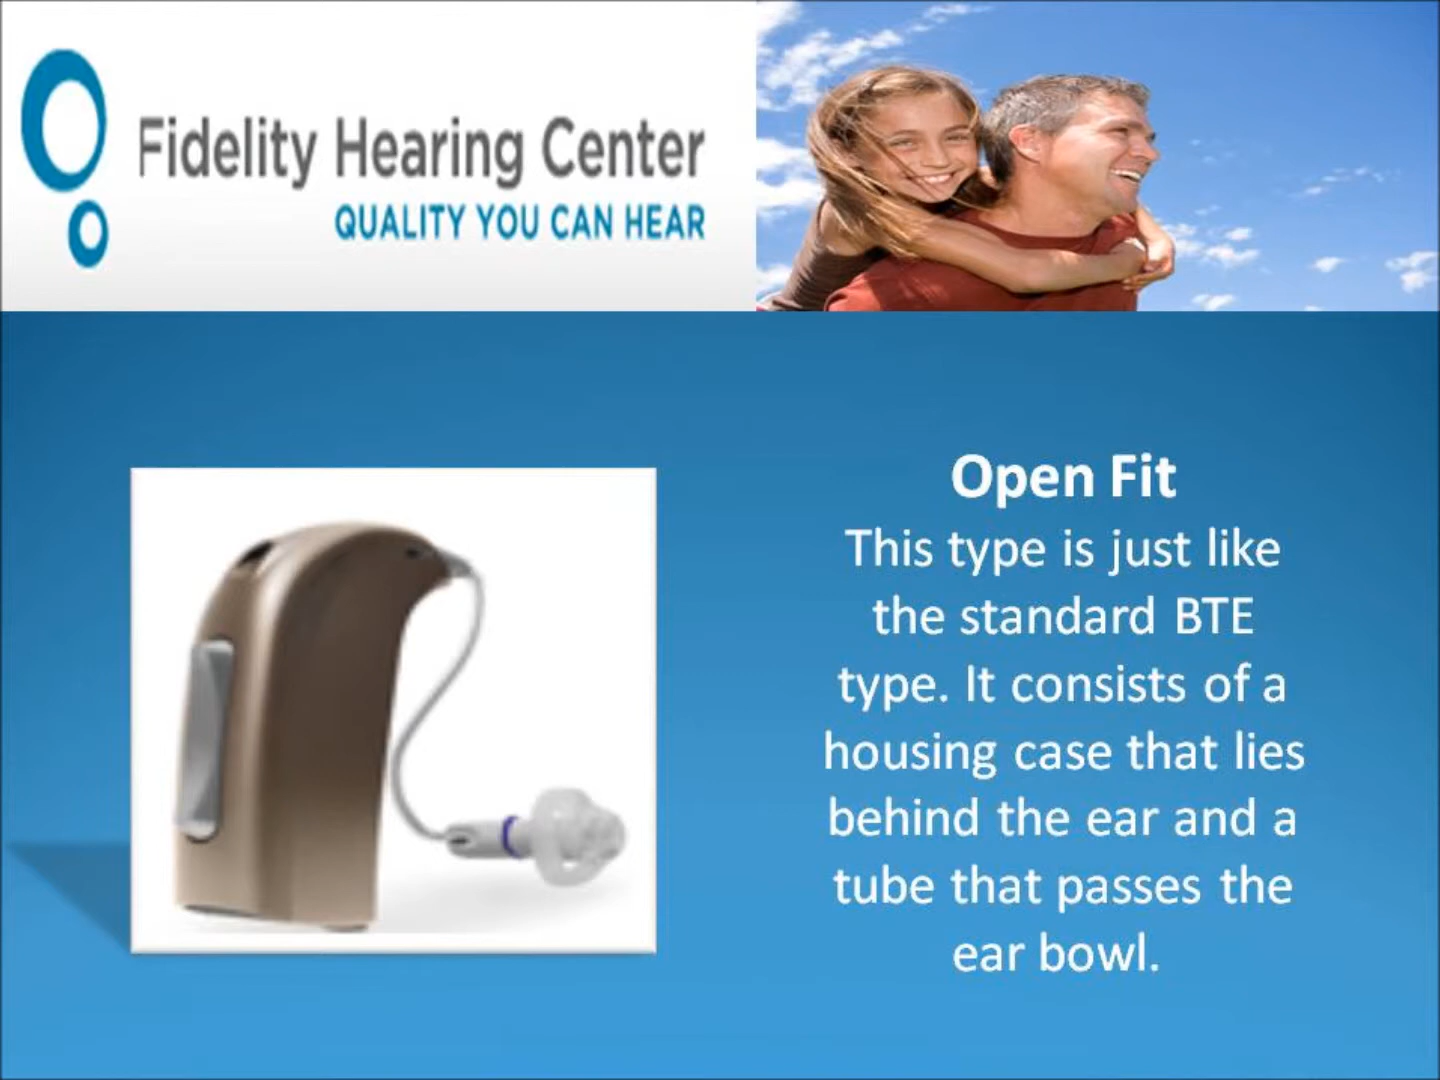 Fidelity Hearing Center
QUALITY YOU CAN HEAR
Open Fit
This type is just like
the standard BTE
type. It consists of a
housing case that lies
behind the ear and a
tube that passes the
ear bowl.